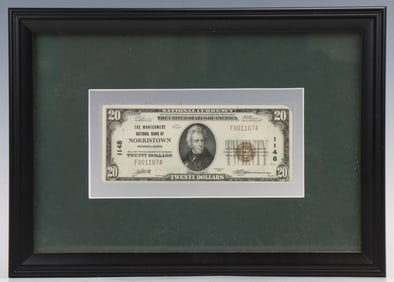 NATIONAL CURRENCY
20 THE UNITED STATES OF AMERICA 20
THE MONTGOMERY
NATIONAL BANK OF
NORRISTOWN
PENNSYLVANIA
F001107A
1148
1148
TWENTY DOLLARS
F001107A
20 TWENTY DOLLARS 20